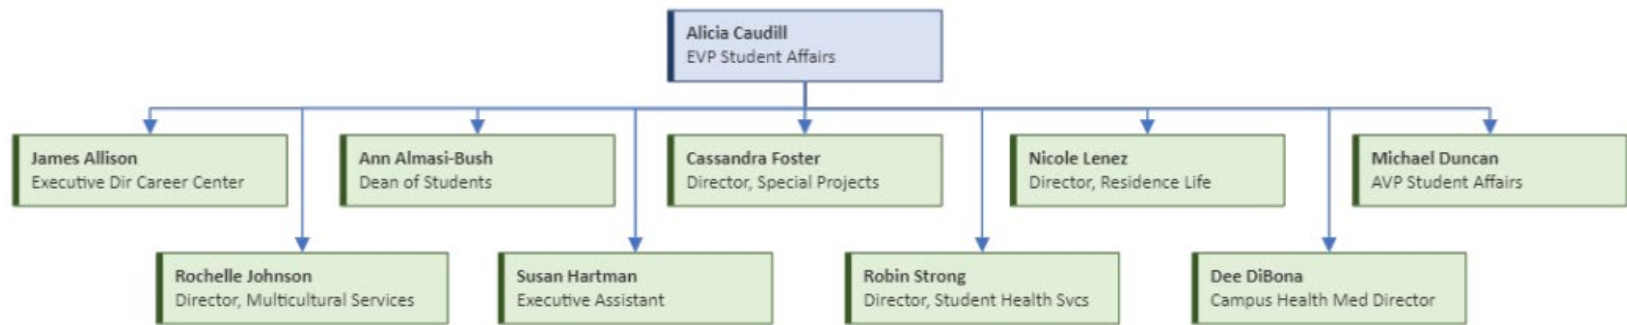 Alicia Caudill
EVP Student Affairs
James Allison
Executive Dir Career Center
Ann Almasi-Bush
Dean of Students
Cassandra Foster
Director, Special Projects
Nicole Lenez
Director, Residence Life
Michael Duncan
AVP Student Affairs
Rochelle Johnson
Director, Multicultural Services
Susan Hartman
Executive Assistant
Robin Strong
Director, Student Health Svcs
Dee DiBona
Campus Health Med Director